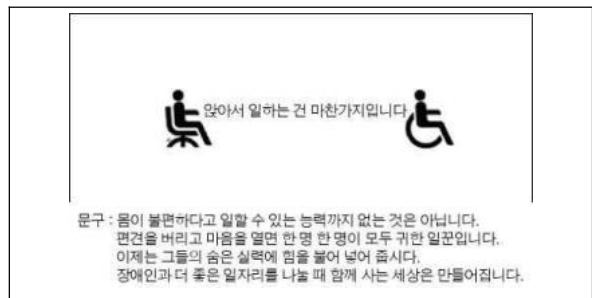 앉아서 일하는 건 마찬가지입니다
문구 : 몸이 불편하다고 일할 수 있는 능력까지 없는 것은 아닙니다.
편견을 버리고 마음을 열면 한 명 한 명이 모두 귀한 일꾼입니다.
이제는 그들의 숨은 실력에 힘을 불어 넣어 줍시다.
장애인과 더 좋은 일자리를 나눌 때 함께 사는 세상은 만들어집니다.